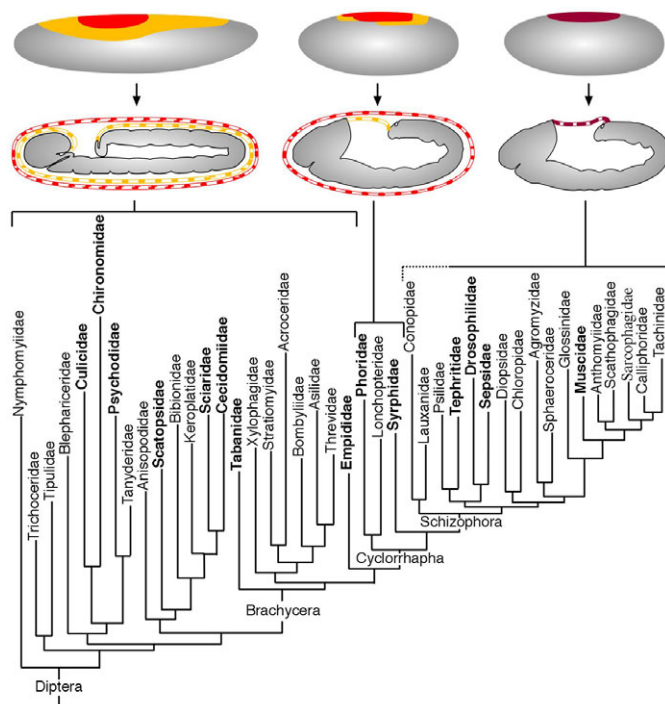 Nymphomyiidae
Trichoceridae
Tipulidae
Blephariceridae
Culicidae
Chironomidae
Psychodidae
Tanyderidae
Anisopodidae
Scatopsidae
Bibionidae
Keroplatidae
Sciaridae
Cecidomiidae
Tabanidae
Xylophagidae
Stratiomyidae
Acroceridae
Bombyliidae
Asilidae
Threvidae
Empididae
Phoridae
Lonchopteridae
Syrphidae
Conopidae
Lauxanidae
Psilidae
Tephritidae
Drosophilidae
Sepsidae
Diopsidae
Chloropidae
Agromyzidae
Sphaeroceridae
Glossinidae
Muscidae
Anthomyiidae
Scathophagidae
Sarcophagidae
Calliphoridae
Tachinidae
Schizophora
Cyclorrhapha
Brachycera
Diptera